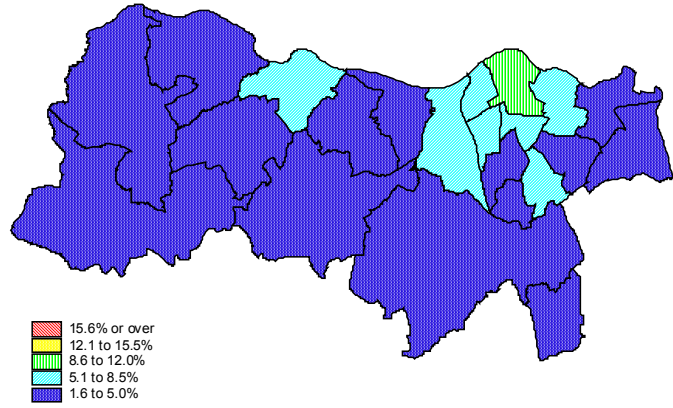 15.6% or over
12.1 to 15.5%
8.6 to 12.0%
5.1 to 8.5%
1.6 to 5.0%